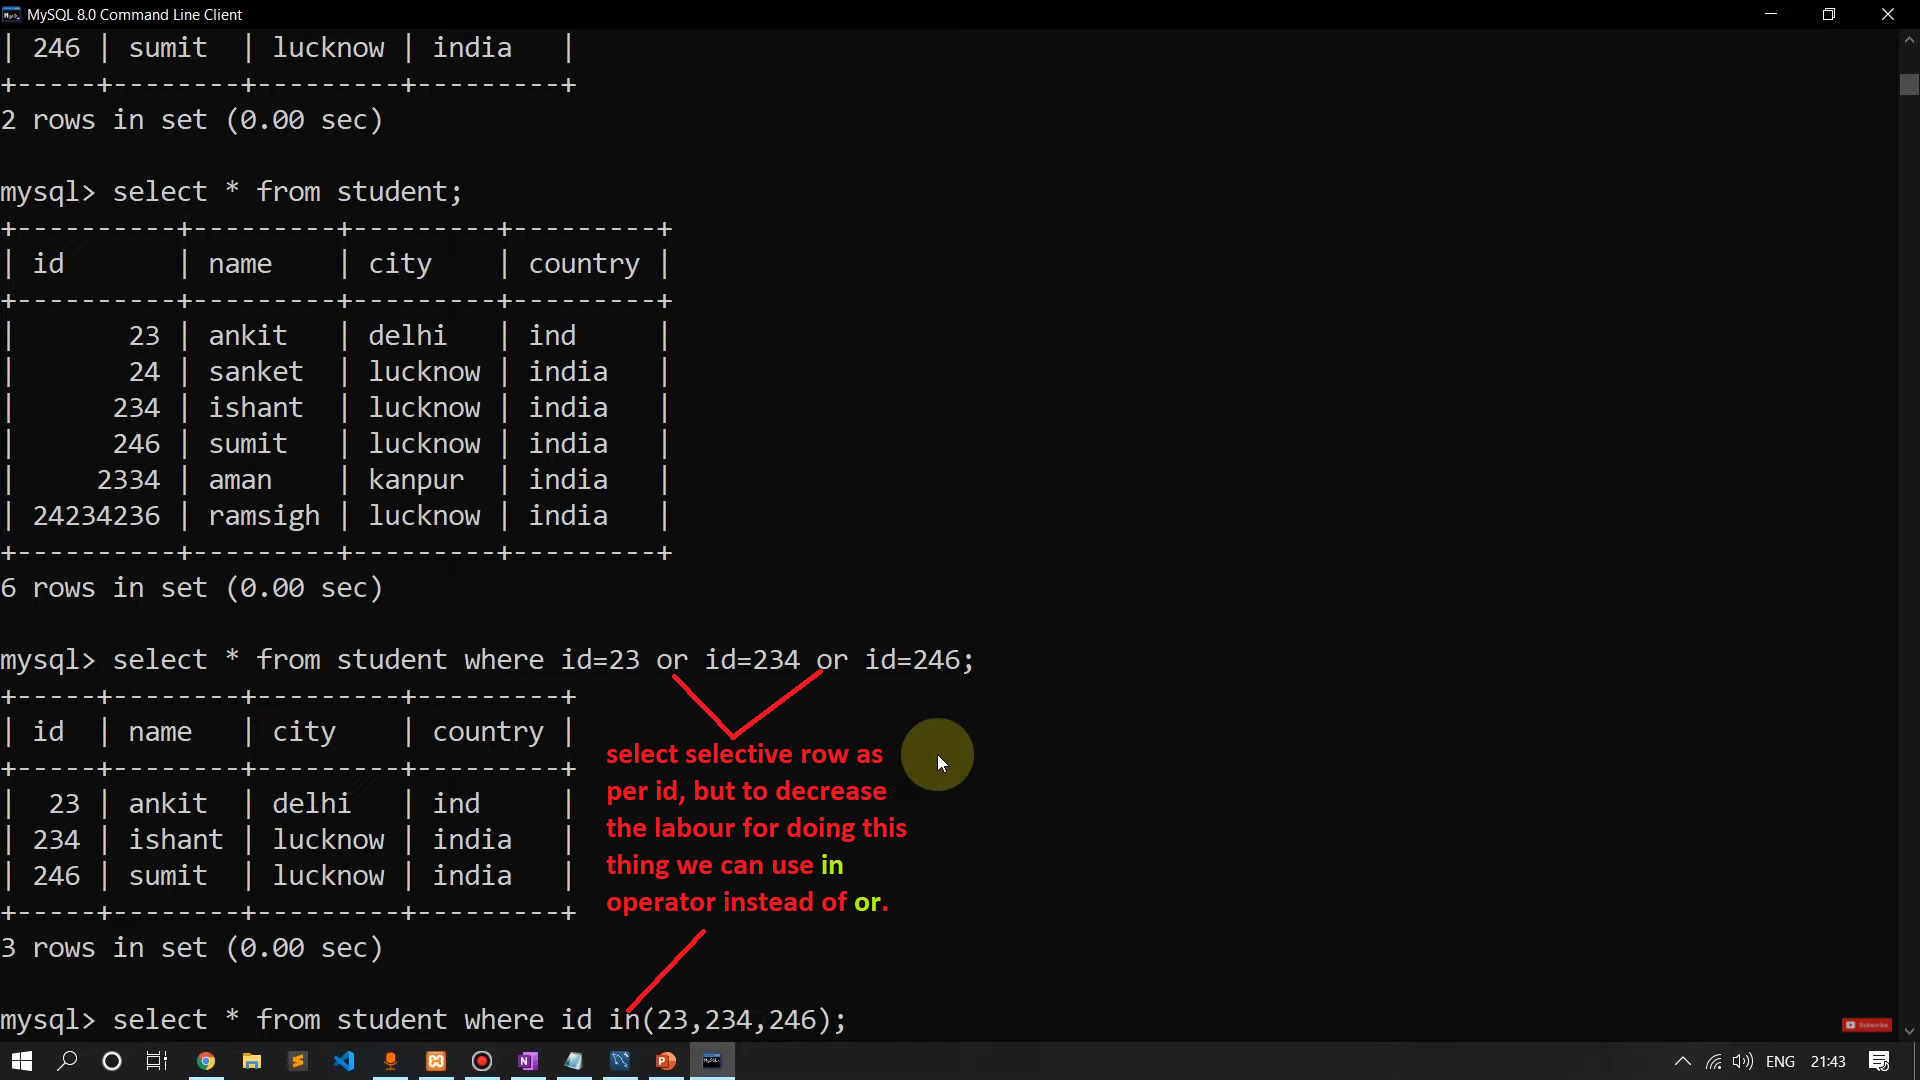 MySQL 8.0 Command Line Client
| 246 | sumit  | lucknow | india   |
+-----+--------+---------+---------+
2 rows in set (0.00 sec)
mysql> select * from student;
+----------+---------+---------+---------+
| id       | name    | city    | country |
+----------+---------+---------+---------+
|       23 | ankit   | delhi   | ind     |
|       24 | sanket  | lucknow | india   |
|      234 | ishant  | lucknow | india   |
|      246 | sumit   | lucknow | india   |
|     2334 | aman    | kanpur  | india   |
| 24234236 | ramsigh | lucknow | india   |
+----------+---------+---------+---------+
6 rows in set (0.00 sec)
mysql> select * from student where id=23 or id=234 or id=246;
+-----+--------+---------+---------+
| id  | name   | city    | country |
+-----+--------+---------+---------+
|  23 | ankit  | delhi   | ind     |
| 234 | ishant | lucknow | india   |
| 246 | sumit  | lucknow | india   |
+-----+--------+---------+---------+
3 rows in set (0.00 sec)
select selective row as
per id, but to decrease
the labour for doing this
thing we can use in
operator instead of or.
mysql> select * from student where id in(23,234,246);
Subscribe
ENG
21:43